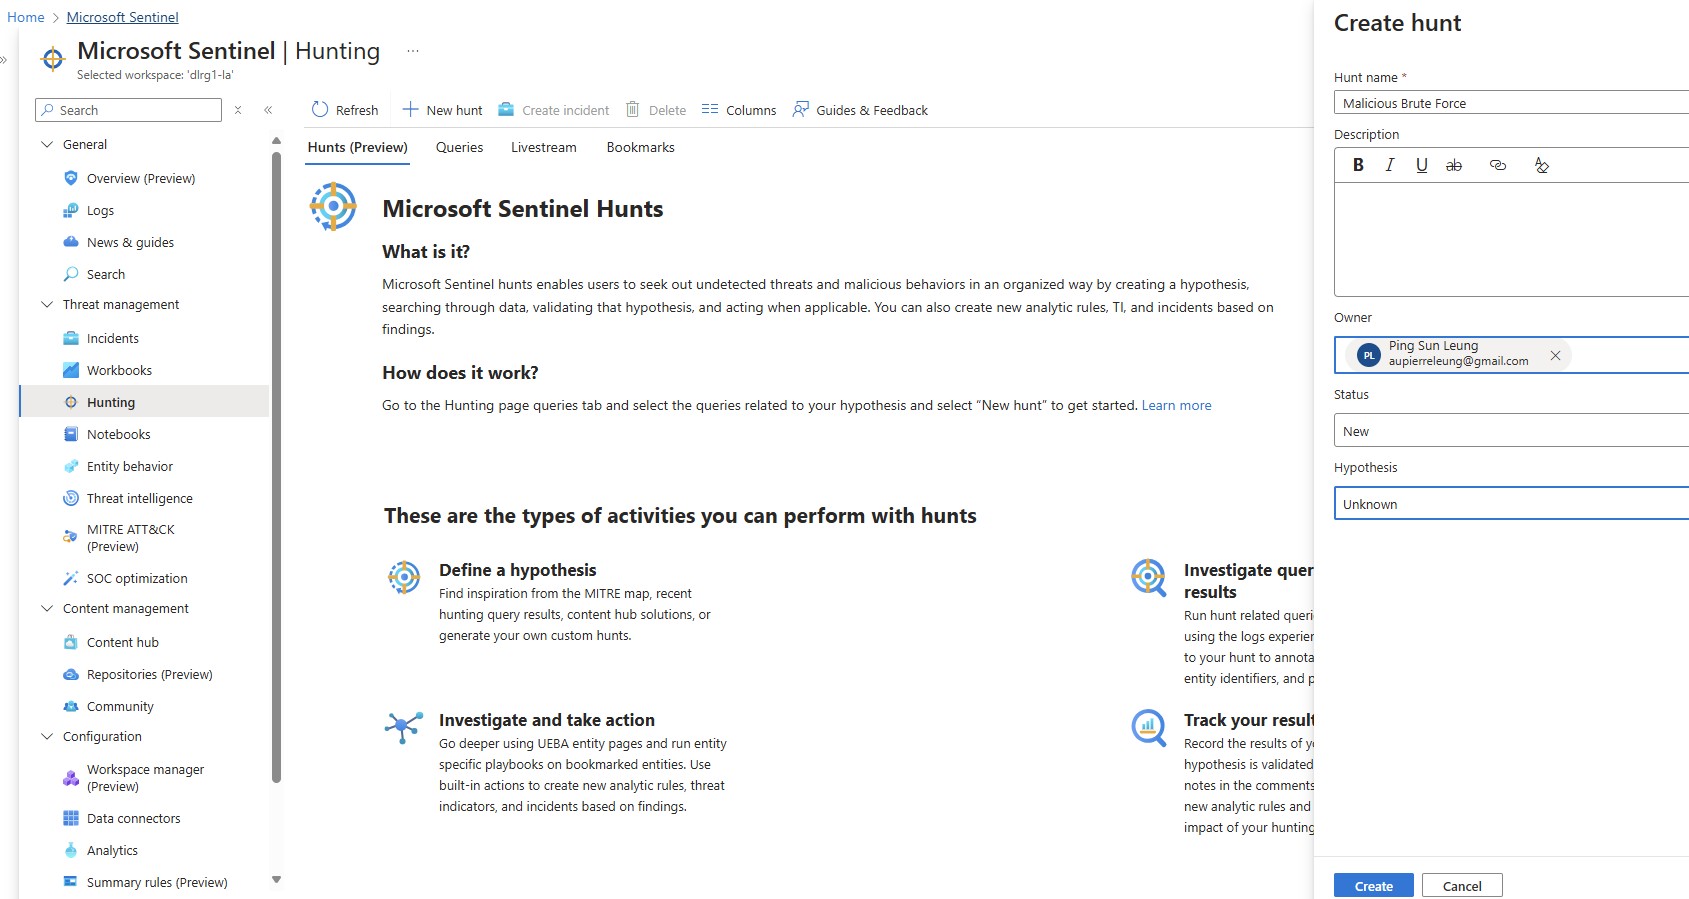 Home > Microsoft Sentinel
Microsoft Sentinel | Hunting ...
Selected workspace: 'dlrg1-la'
Search
General
Overview (Preview)
Logs
News & guides
Search
Threat management
Incidents
Workbooks
Hunting
Notebooks
Entity behavior
Threat intelligence
MITRE ATT&CK
(Preview)
SOC optimization
Content management
Content hub
Repositories (Preview)
Community
Configuration
Workspace manager
(Preview)
Data connectors
Analytics
Summary rules (Preview)
Refresh
New hunt
Create incident
Delete
Columns
Guides & Feedback
Hunts (Preview)
Queries
Livestream
Bookmarks
Microsoft Sentinel Hunts
What is it?
Microsoft Sentinel hunts enables users to seek out undetected threats and malicious behaviors in an organized way by creating a hypothesis,
searching through data, validating that hypothesis, and acting when applicable. You can also create new analytic rules, TI, and incidents based on
findings.
How does it work?
Go to the Hunting page queries tab and select the queries related to your hypothesis and select “New hunt” to get started. Learn more
These are the types of activities you can perform with hunts
Define a hypothesis
Find inspiration from the MITRE map, recent
hunting query results, content hub solutions, or
generate your own custom hunts.
Investigate quer
results
Run hunt related queri
using the logs experier
to your hunt to annota
entity identifiers, and p
Investigate and take action
Go deeper using UEBA entity pages and run entity
specific playbooks on bookmarked entities. Use
built-in actions to create new analytic rules, threat
indicators, and incidents based on findings.
Track your result
Record the results of y
hypothesis is validated
notes in the comments
new analytic rules and
impact of your hunting
Create hunt
Hunt name *
Malicious Brute Force
Description
B I U ab
Owner
PL
Ping Sun Leung
aupierreleung@gmail.com
Status
New
Hypothesis
Unknown
Create
Cancel